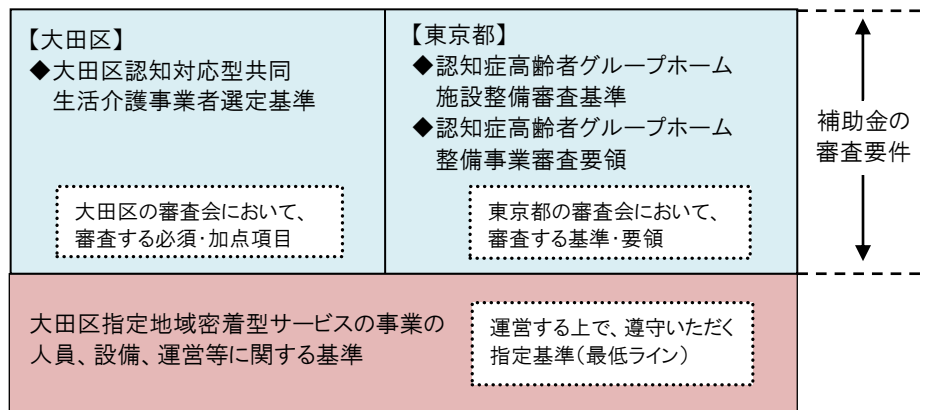 【大田区】
◆大田区認知対応型共同
生活介護事業者選定基準
大田区の審査会において、
審査する必須・加点項目
【東京都】
◆認知症高齢者グループホーム
施設整備審査基準
◆認知症高齢者グループホーム
整備事業審査要領
東京都の審査会において、
審査する基準・要領
補助金の
審査要件
大田区指定地域密着型サービスの事業の
人員、設備、運営等に関する基準
運営する上で、遵守いただく
指定基準(最低ライン)